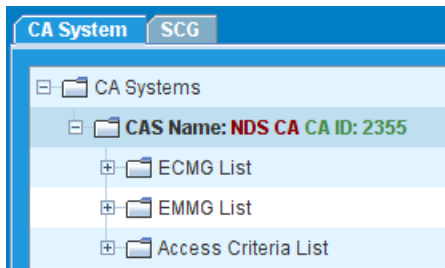 CA System SCG
CA Systems
CAS Name: NDS CA CA ID: 2355
ECMG List
EMMG List
Access Criteria List